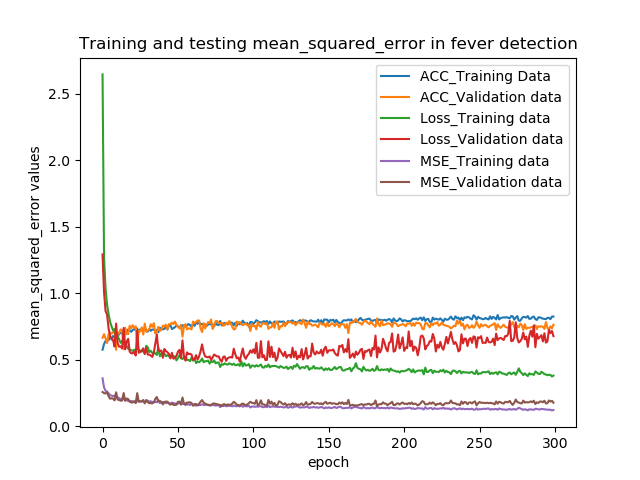 Training and testing mean_squared_error in fever detection
ACC_Training Data
ACC_Validation data
Loss_Training data
Loss_Validation data
MSE_Training data
MSE_Validation data
mean_squared_error values
2.5
2.0
1.5
1.0
0.5
0.0
0
50
100
150
200
250
300
epoch